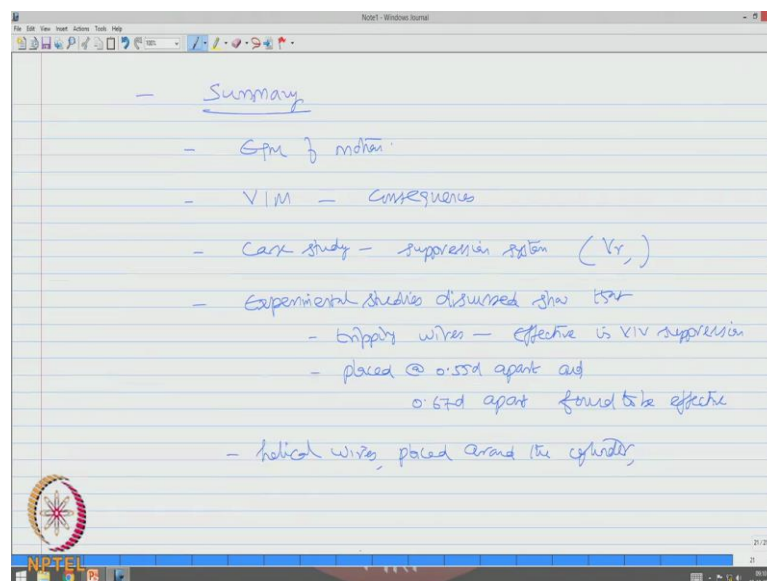 Note1 - Windows Journal
File Edit View Insert Actions Tools Help
- Summary
- Eqn of motion.
- VIM - Consequences
- Case study - suppression system (Vr,)
- Experimental studies discussed show that
- tripping wires - effective is VIV suppression
- placed @ 0.55d apart and
0.67d apart found to be effective
- helical wires, placed around the cylinder,
NPTEL
21